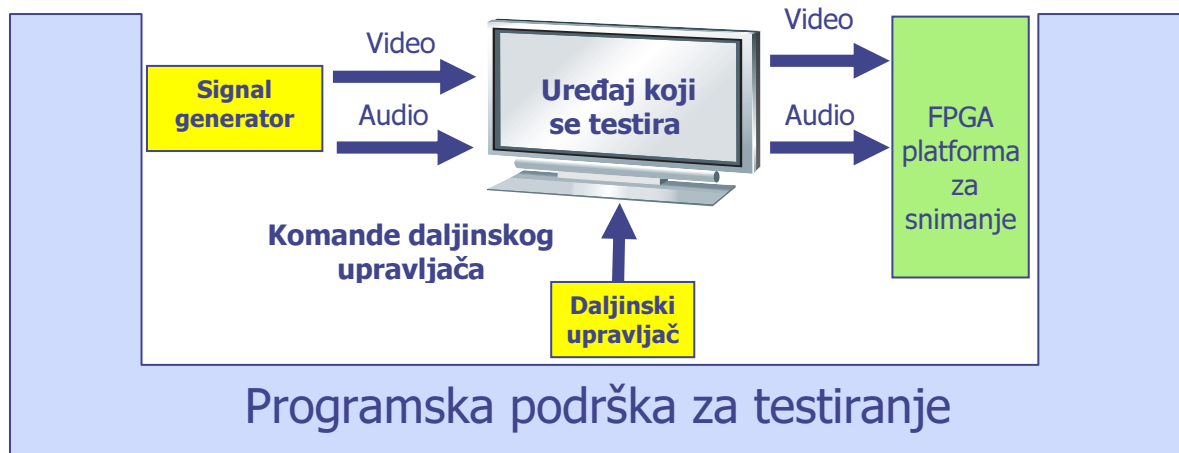 Video
Audio
Signal
generator
Uređaj koji
se testira
Video
Audio
FPGA
platforma
za
snimanje
Komande daljinskog
upravljača
Daljinski
upravljač
Programska podrška za testiranje